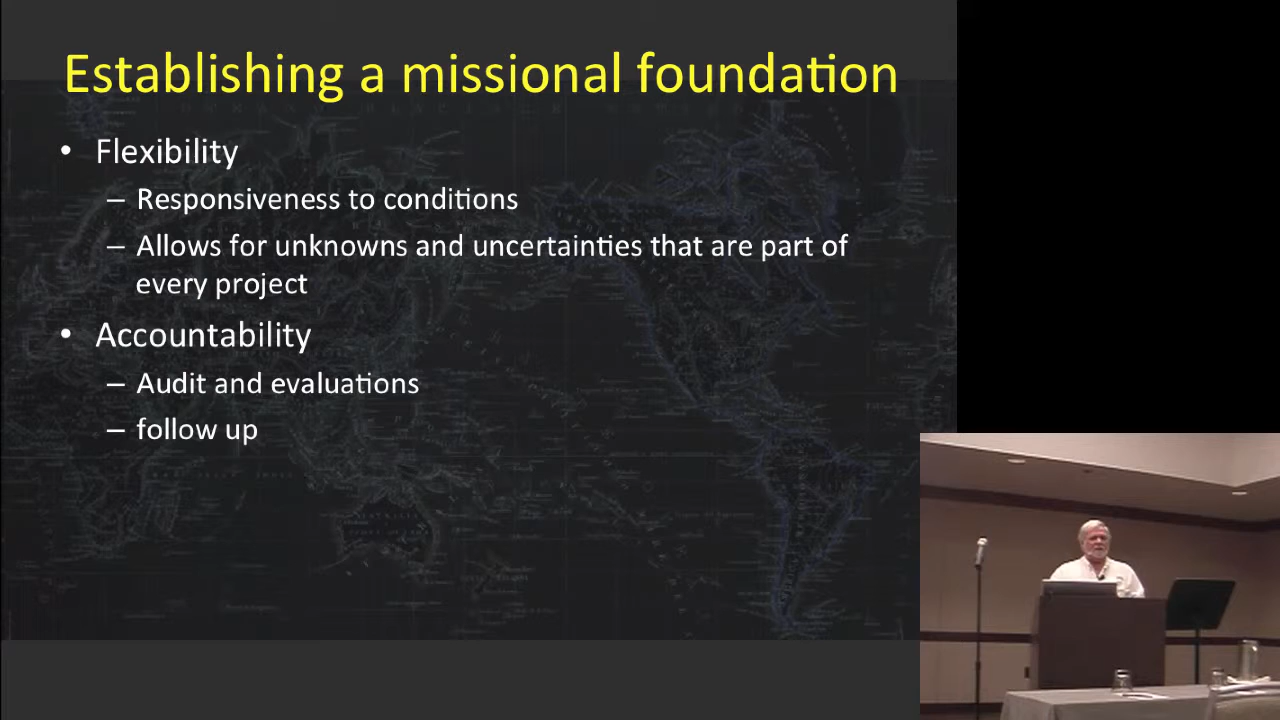 Establishing a missional foundation
• Flexibility
– Responsiveness to conditions
– Allows for unknowns and uncertainties that are part of
every project
• Accountability
– Audit and evaluations
– follow up